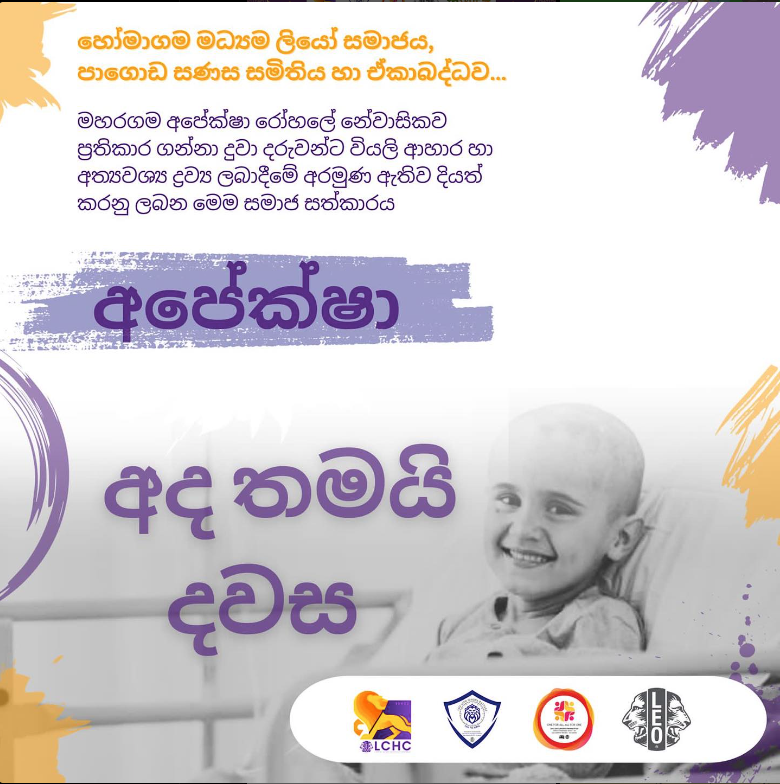 හෝමාගම මධ්‍යම ලියෝ සමාජය,
පාගොඩ සණස සමිතිය හා ඒකාබද්ධව...
මහරගම අපේක්ෂා රෝහලේ නේවාසිකව
ප්‍රතිකාර ගන්නා දුවා දරුවන්ට වියලි ආහාර හා
අත්‍යවශ්‍ය ද්‍රව්‍ය ලබාදීමේ අරමුණ ඇතිව දියත්
කරනු ලබන මෙම සමාජ සත්කාරය
අපේක්ෂා
අද තමයි
දවස
LCHC
LEO